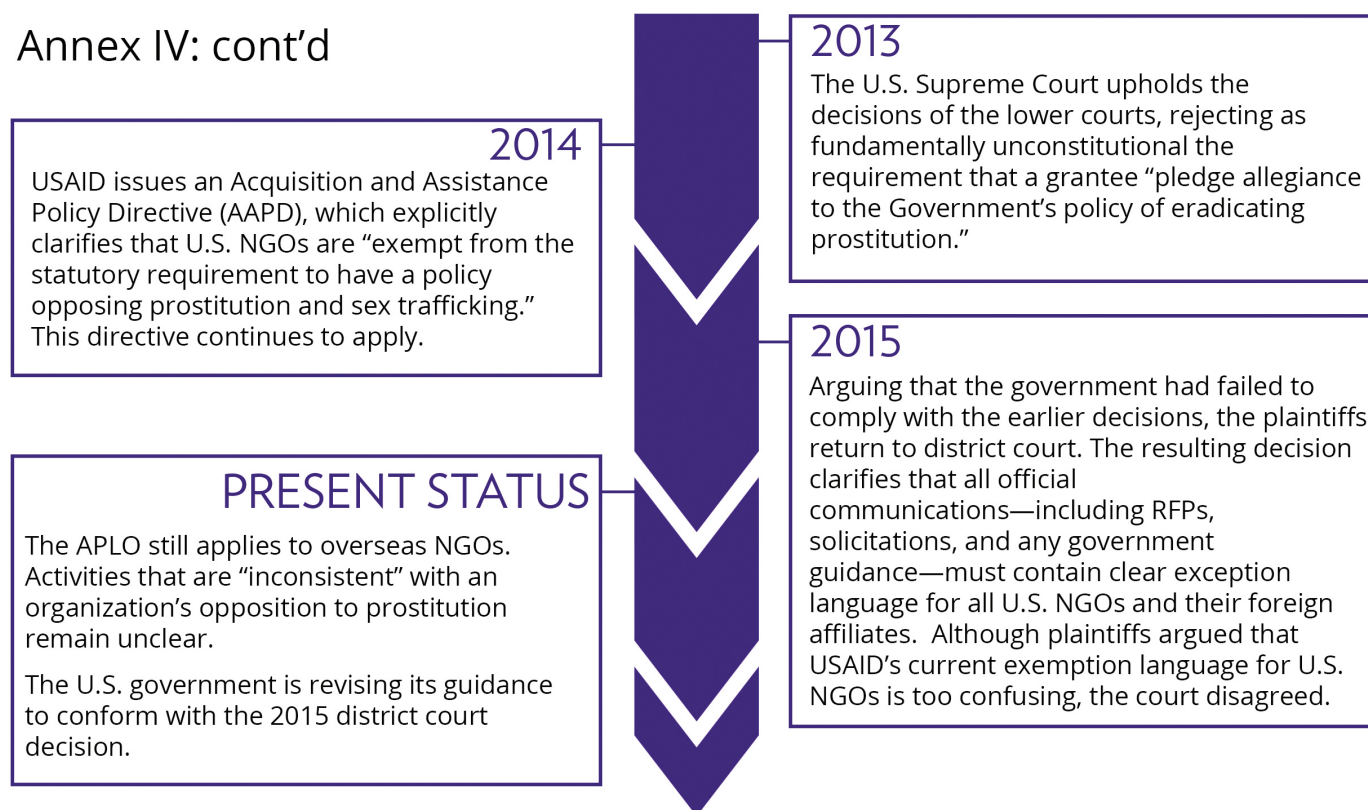 Annex IV: cont’d
2013
The U.S. Supreme Court upholds the
decisions of the lower courts, rejecting as
fundamentally unconstitutional the
requirement that a grantee “pledge allegiance
to the Government’s policy of eradicating
prostitution.”
2014
USAID issues an Acquisition and Assistance
Policy Directive (AAPD), which explicitly
clarifies that U.S. NGOs are “exempt from the
statutory requirement to have a policy
opposing prostitution and sex trafficking.”
This directive continues to apply.
2015
Arguing that the government had failed to
comply with the earlier decisions, the plaintiffs
return to district court. The resulting decision
clarifies that all official
communications—including RFPs,
solicitations, and any government
guidance—must contain clear exception
language for all U.S. NGOs and their foreign
affiliates.  Although plaintiffs argued that
USAID’s current exemption language for U.S.
NGOs is too confusing, the court disagreed.
PRESENT STATUS
The APLO still applies to overseas NGOs.
Activities that are “inconsistent” with an
organization’s opposition to prostitution
remain unclear.
The U.S. government is revising its guidance
to conform with the 2015 district court
decision.